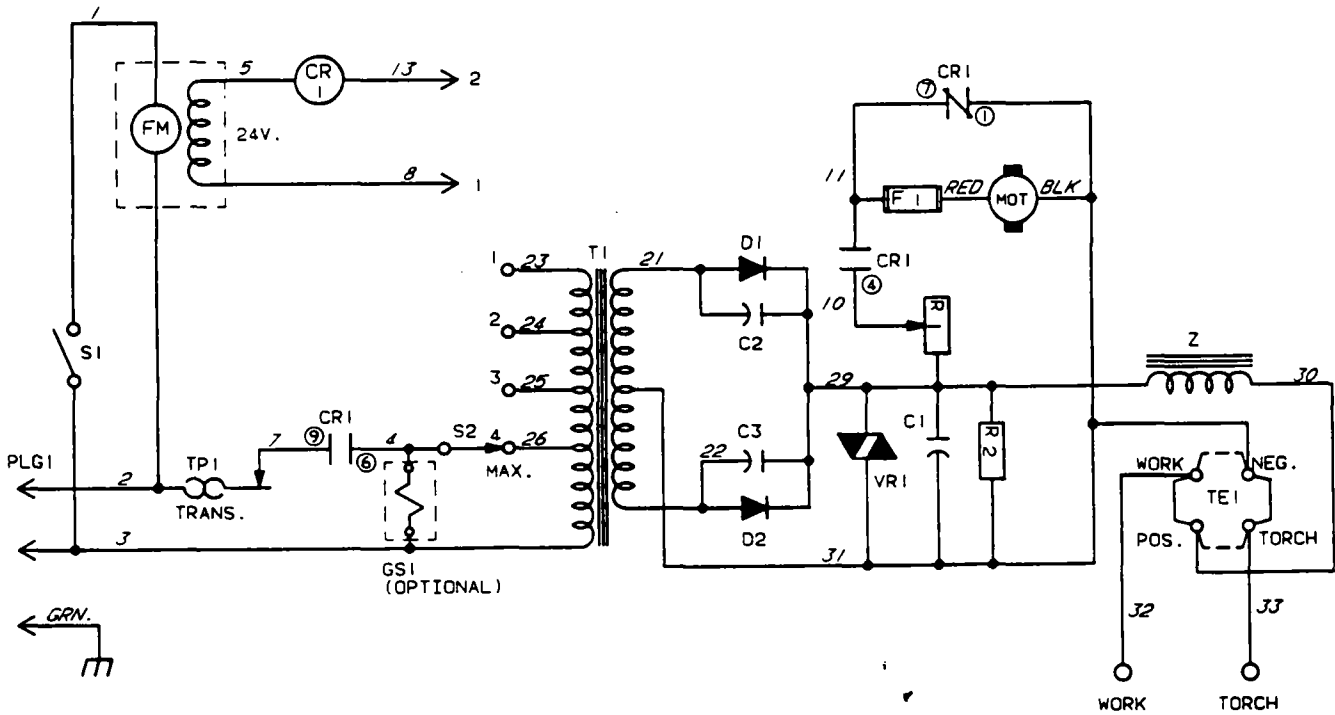 1
5
CR
1
13
2
FM
24V.
8
1
S1
CR1
⑦
①
11
F1
RED
MOT
BLK
CR1
④
10
R
1
23
T1
21
D1
C2
2
24
3
25
29
Z
30
7
⑨
CR1
4
⑥
S2
4
26
MAX.
22
C3
VR1
C1
R2
PLG1
2
TP1
TRANS.
D2
WORK
NEG.
TE1
POS.
TORCH
3
GS1
(OPTIONAL)
31
32
33
GRN.
WORK
TORCH